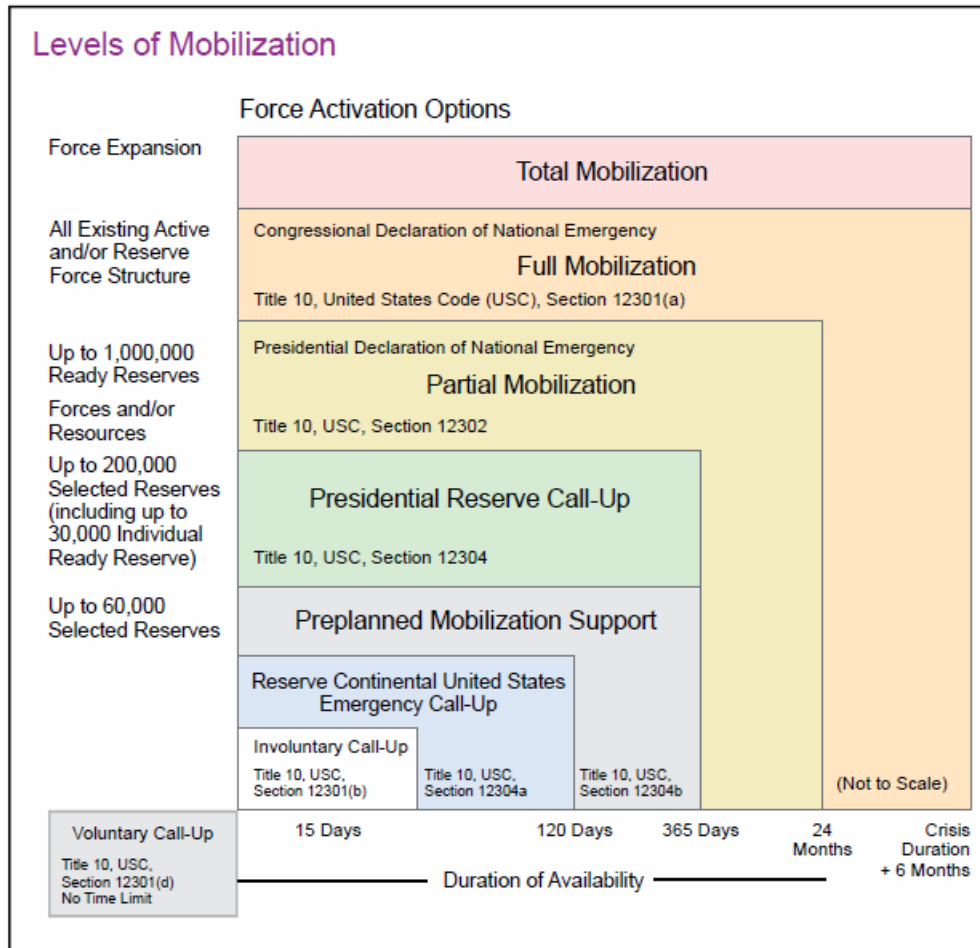 Levels of Mobilization
Force Activation Options
Force Expansion
Total Mobilization
All Existing Active
and/or Reserve
Force Structure
Congressional Declaration of National Emergency
Full Mobilization
Title 10, United States Code (USC), Section 12301(a)
Up to 1,000,000
Ready Reserves
Forces and/or
Resources
Presidential Declaration of National Emergency
Partial Mobilization
Title 10, USC, Section 12302
Up to 200,000
Selected Reserves
(including up to
30,000 Individual
Ready Reserve)
Presidential Reserve Call-Up
Title 10, USC, Section 12304
Up to 60,000
Selected Reserves
Preplanned Mobilization Support
Reserve Continental United States
Emergency Call-Up
Involuntary Call-Up
Title 10, USC,
Section 12301(b)
Title 10, USC,
Section 12304a
Title 10, USC,
Section 12304b
(Not to Scale)
Voluntary Call-Up
Title 10, USC,
Section 12301(d)
No Time Limit
15 Days
120 Days
365 Days
24
Months
Crisis
Duration
+ 6 Months
Duration of Availability